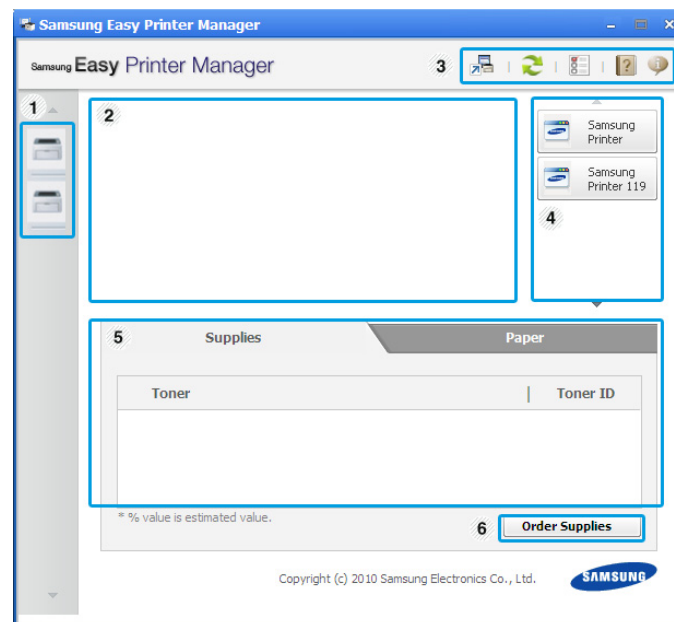 Samsung Easy Printer Manager
Samsung Easy Printer Manager
3
1
2
Samsung
Printer
Samsung
Printer 119
4
5
Supplies
Paper
Toner
Toner ID
* % value is estimated value.
6
Order Supplies
Copyright (c) 2010 Samsung Electronics Co., Ltd.
SAMSUNG